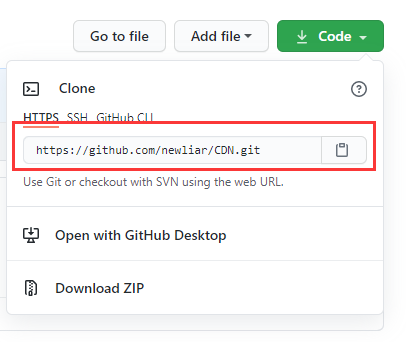 Go to file Add file Code
Clone
HTTPS SSH GitHub CLI
https://github.com/newliar/CDN.git
Use Git or checkout with SVN using the web URL.
Open with GitHub Desktop
Download ZIP